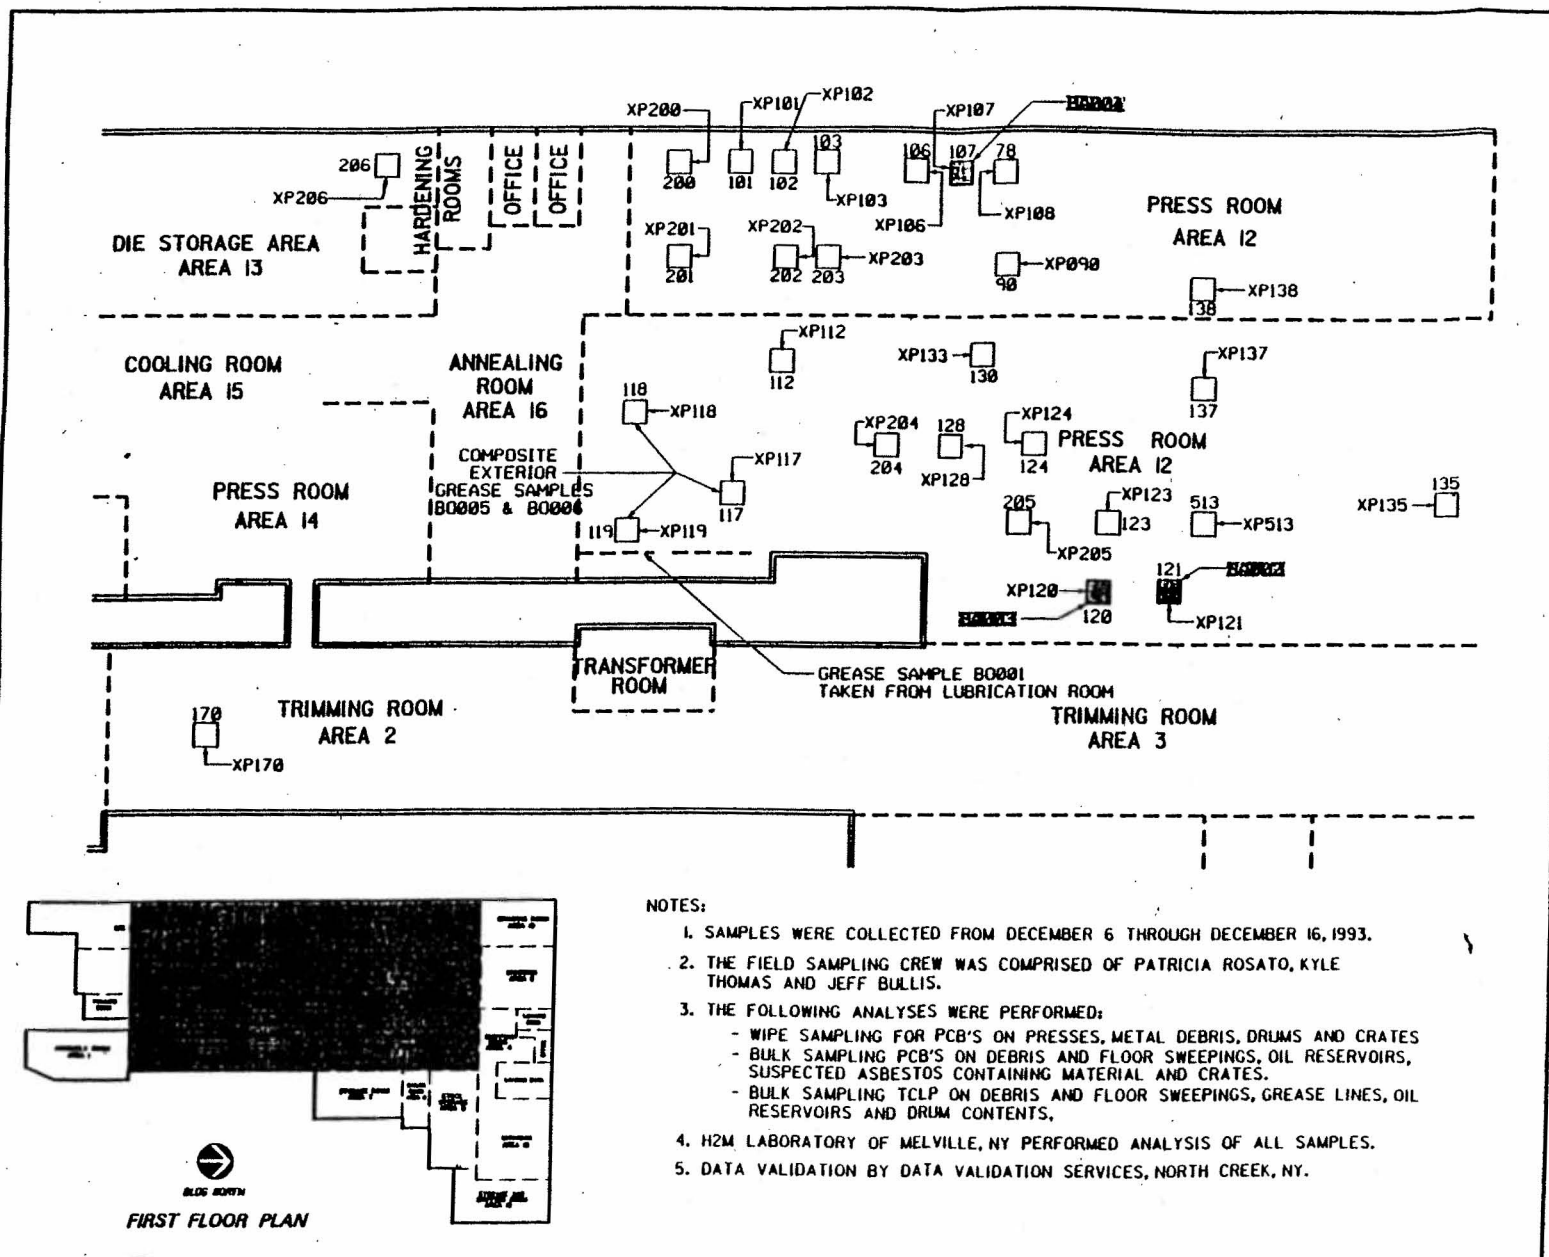 XP200
XP101
XP102
XP107
206
XP206
HARDENING
ROOMS
OFFICE
OFFICE
200
101
102
103
XP103
106
107
78
XP106
XP108
PRESS ROOM
AREA 12
DIE STORAGE AREA
AREA 13
XP201
201
XP202
202
203
XP203
XP090
90
XP138
138
COOLING ROOM
AREA 15
ANNEALING
ROOM
AREA 16
XP112
112
XP133
130
XP137
137
118
XP118
XP204
204
128
XP128
XP124
124
PRESS ROOM
AREA 12
COMPOSITE
EXTERIOR
GREASE SAMPLES
BO005 &
XP117
117
119
XP119
PRESS ROOM
AREA 14
205
XP205
XP123
123
513
XP513
135
XP135
XP120
120
121
XP121
TRANSFORMER
ROOM
GREASE SAMPLE BO001
TAKEN FROM LUBRICATION ROOM
TRIMMING ROOM
AREA 2
170
XP170
TRIMMING ROOM
AREA 3
NOTES:
1. SAMPLES WERE COLLECTED FROM DECEMBER 6 THROUGH DECEMBER 16, 1993.
2. THE FIELD SAMPLING CREW WAS COMPRISED OF PATRICIA ROSATO, KYLE
THOMAS AND JEFF BULLIS.
3. THE FOLLOWING ANALYSES WERE PERFORMED:
- WIPE SAMPLING FOR PCB'S ON PRESSES, METAL DEBRIS, DRUMS AND CRATES
- BULK SAMPLING PCB'S ON DEBRIS AND FLOOR SWEEPINGS, OIL RESERVOIRS,
SUSPECTED ASBESTOS CONTAINING MATERIAL AND CRATES.
- BULK SAMPLING TCLP ON DEBRIS AND FLOOR SWEEPINGS, GREASE LINES, OIL
RESERVOIRS AND DRUM CONTENTS,
4. H2M LABORATORY OF MELVILLE, NY PERFORMED ANALYSIS OF ALL SAMPLES.
5. DATA VALIDATION BY DATA VALIDATION SERVICES, NORTH CREEK, NY.
BLDG NORTH
FIRST FLOOR PLAN